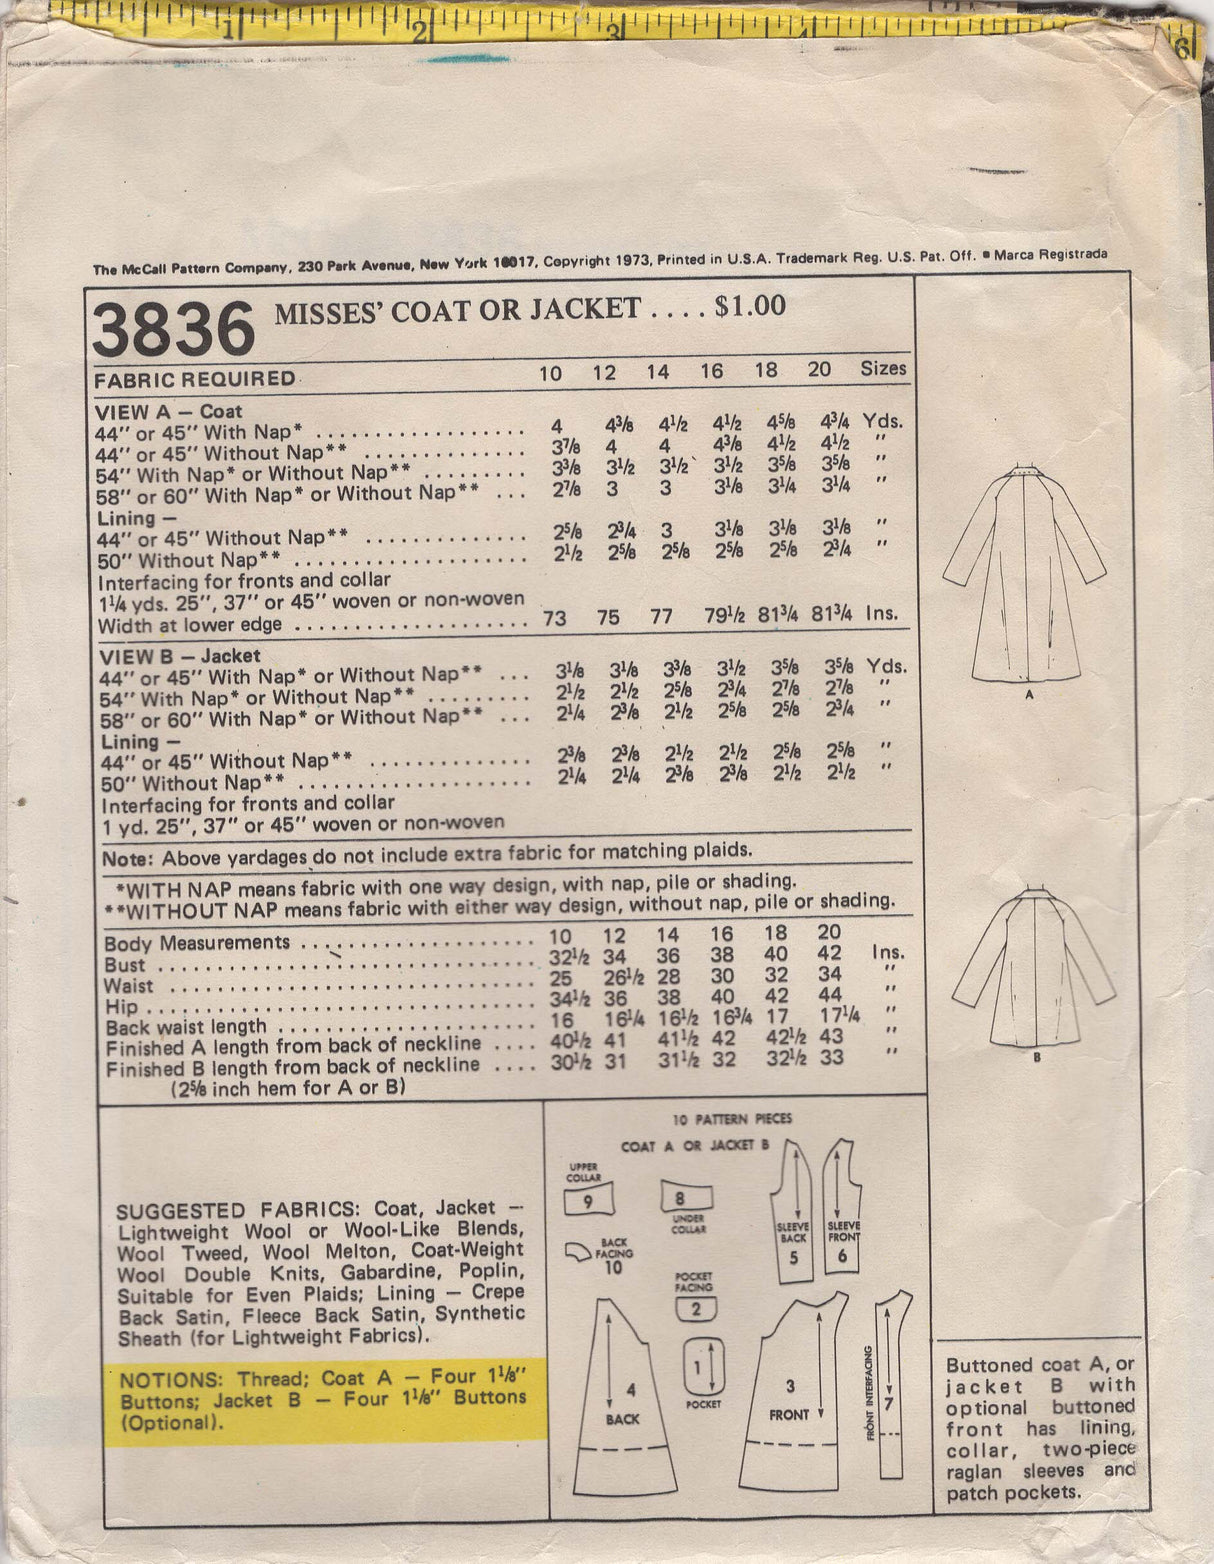 1 2 3 4 6
The McCall Pattern Company, 230 Park Avenue, New York 10017, Copyright 1973, Printed in U.S.A. Trademark Reg. U.S. Pat. Off. ■ Marca Registrada
3836 MISSES' COAT OR JACKET .... $1.00
FABRIC REQUIRED 10 12 14 16 18 20 Sizes
VIEW A — Coat
44" or 45" With Nap* .................. 4 4³/₈ 4½ 4½ 4⁵/₈ 4¾ Yds.
44" or 45" Without Nap** .............. 3⁷/₈ 4 4 4³/₈ 4½ 4½ "
54" With Nap* or Without Nap** ......... 3³/₈ 3½ 3½ 3½ 3⁵/₈ 3⁵/₈ "
58" or 60" With Nap* or Without Nap** ... 2⁷/₈ 3 3 3¹/₈ 3¼ 3¼ "
Lining —
44" or 45" Without Nap** .............. 2⁵/₈ 2¾ 3 3¹/₈ 3¹/₈ 3¹/₈ "
50" Without Nap** .................... 2½ 2⁵/₈ 2⁵/₈ 2⁵/₈ 2⁵/₈ 2¾ "
Interfacing for fronts and collar
1¼ yds. 25", 37" or 45" woven or non-woven
Width at lower edge .................... 73 75 77 79½ 81¾ 81¾ Ins.
VIEW B — Jacket
44" or 45" With Nap* or Without Nap** ... 3¹/₈ 3¹/₈ 3³/₈ 3½ 3⁵/₈ 3⁵/₈ Yds.
54" With Nap* or Without Nap** ......... 2½ 2½ 2⁵/₈ 2¾ 2⁷/₈ 2⁷/₈ "
58" or 60" With Nap* or Without Nap** ... 2¼ 2³/₈ 2½ 2⁵/₈ 2⁵/₈ 2¾ "
Lining —
44" or 45" Without Nap** .............. 2³/₈ 2³/₈ 2½ 2½ 2⁵/₈ 2⁵/₈ "
50" Without Nap** .................... 2¼ 2¼ 2³/₈ 2³/₈ 2½ 2½ "
Interfacing for fronts and collar
1 yd. 25", 37" or 45" woven or non-woven
Note: Above yardages do not include extra fabric for matching plaids.
*WITH NAP means fabric with one way design, with nap, pile or shading.
**WITHOUT NAP means fabric with either way design, without nap, pile or shading.
Body Measurements .................... 10 12 14 16 18 20
Bust ................................ 32½ 34 36 38 40 42 Ins.
Waist ............................... 25 26½ 28 30 32 34 "
Hip ................................. 34½ 36 38 40 42 44 "
Back waist length ...................... 16 16¼ 16½ 16¾ 17 17¼ "
Finished A length from back of neckline .... 40½ 41 41½ 42 42½ 43 "
Finished B length from back of neckline .... 30½ 31 31½ 32 32½ 33 "
(2⁵/₈ inch hem for A or B)
A
B
SUGGESTED FABRICS: Coat, Jacket —
Lightweight Wool or Wool-Like Blends,
Wool Tweed, Wool Melton, Coat-Weight
Wool Double Knits, Gabardine, Poplin,
Suitable for Even Plaids; Lining — Crepe
Back Satin, Fleece Back Satin, Synthetic
Sheath (for Lightweight Fabrics).
NOTIONS: Thread; Coat A — Four 1¹/₈"
Buttons; Jacket B — Four 1¹/₈" Buttons
(Optional).
10 PATTERN PIECES
COAT A OR JACKET B
UPPER
COLLAR
9
8
UNDER
COLLAR
SLEEVE
BACK
5
SLEEVE
FRONT
6
BACK
FACING
10
POCKET
FACING
2
1
POCKET
4
BACK
3
FRONT
FRONT INTERFACING
7
Buttoned coat A, or
jacket B with
optional buttoned
front has lining,
collar, two-piece
raglan sleeves and
patch pockets.